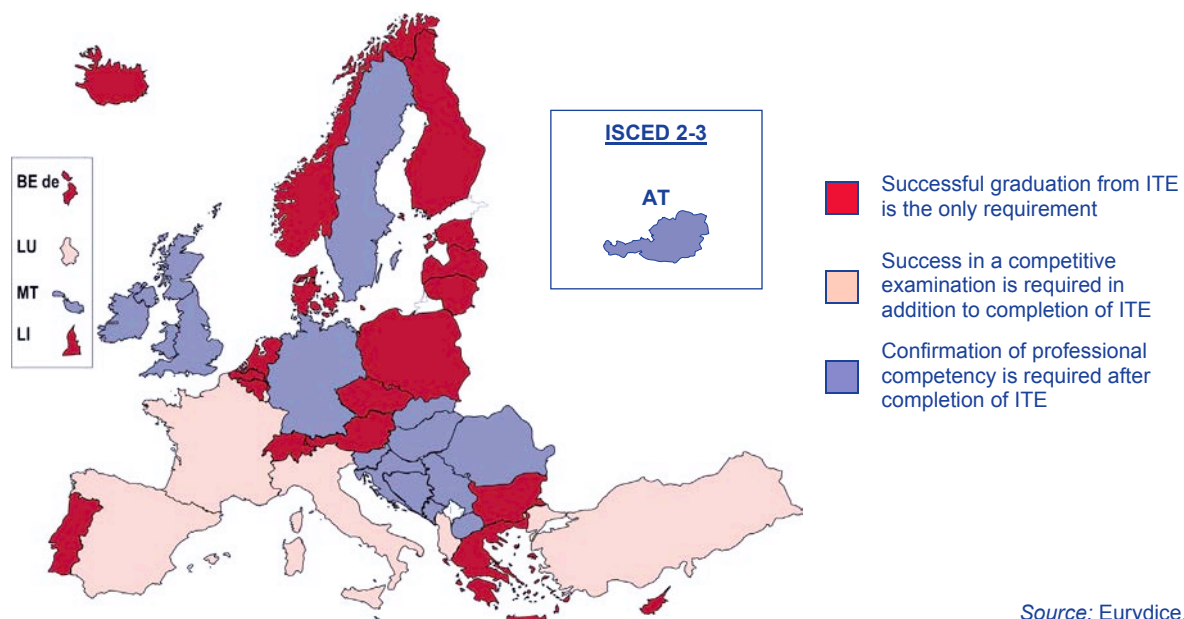 ISCED 2-3
AT
BE de
LU
MT
LI
Successful graduation from ITE
is the only requirement
Success in a competitive
examination is required in
addition to completion of ITE
Confirmation of professional
competency is required after
completion of ITE
Source: Eurydice.